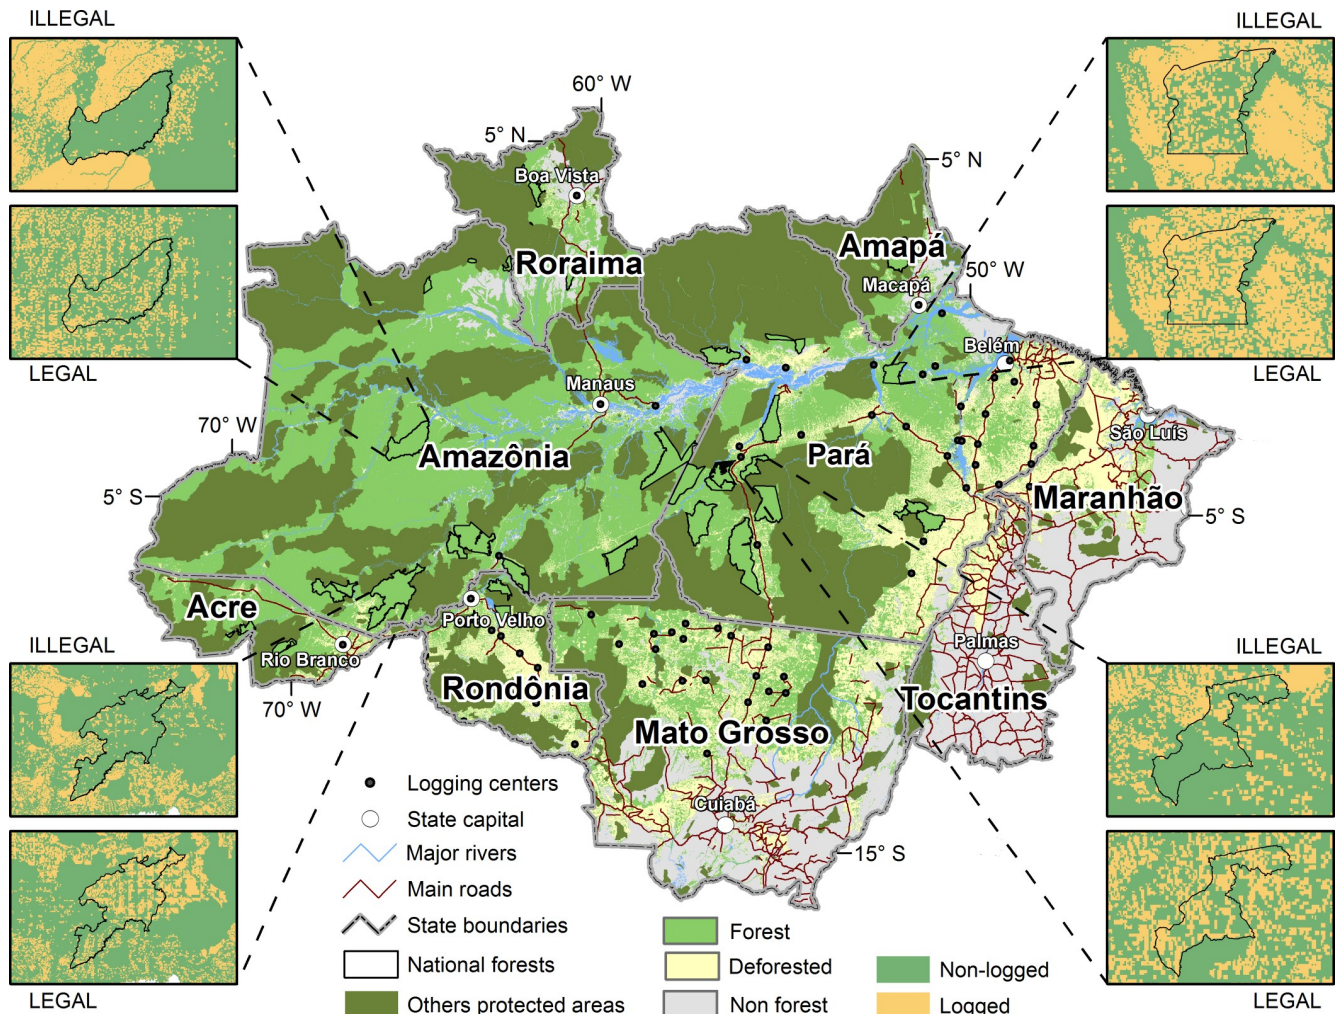 ILLEGAL
ILLEGAL
60° W
5° N
5° N
Boa Vista
Amapá
Roraima
50° W
Macapá
Belém
LEGAL
LEGAL
Manaus
70° W
São Luís
Amazônia
Pará
5° S
Maranhão
5° S
Acre
Porto Velho
ILLEGAL
Palmas
ILLEGAL
Rio Branco
Rondônia
Tocantins
70° W
Mato Grosso
Logging centers
Cuiabá
State capital
Major rivers
15° S
Main roads
State boundaries
Forest
National forests
Deforested
Non-logged
LEGAL
LEGAL
Others protected areas
Non forest
Logged